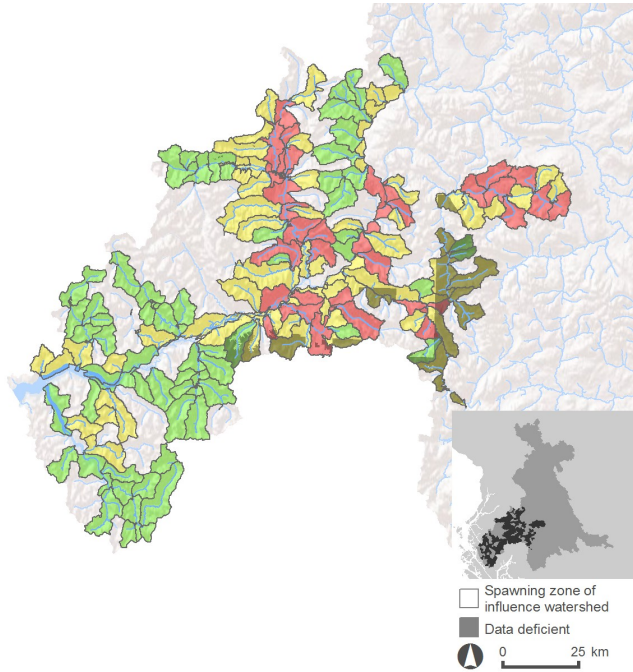 Spawning zone of
influence watershed
Data deficient
0 25 km